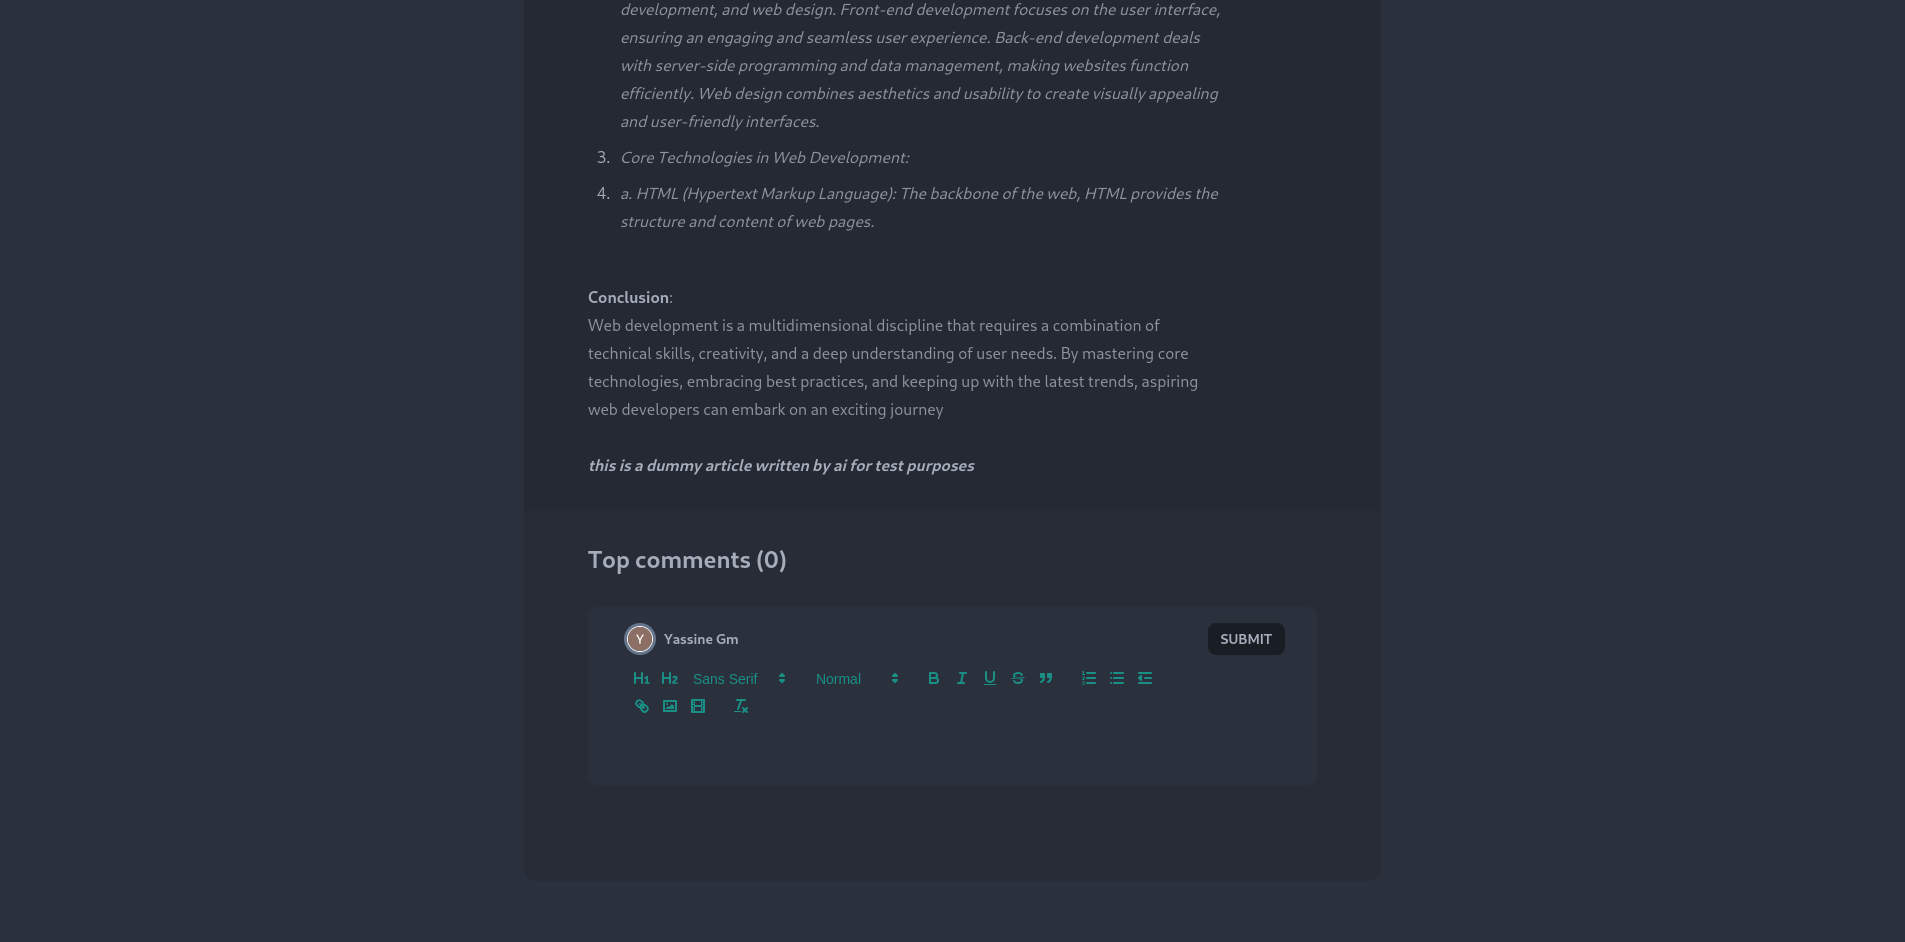 development, and web design. Front-end development focuses on the user interface,
ensuring an engaging and seamless user experience. Back-end development deals
with server-side programming and data management, making websites function
efficiently. Web design combines aesthetics and usability to create visually appealing
and user-friendly interfaces.
3. Core Technologies in Web Development:
4. a. HTML (Hypertext Markup Language): The backbone of the web, HTML provides the
structure and content of web pages.
Conclusion:
Web development is a multidimensional discipline that requires a combination of
technical skills, creativity, and a deep understanding of user needs. By mastering core
technologies, embracing best practices, and keeping up with the latest trends, aspiring
web developers can embark on an exciting journey
this is a dummy article written by ai for test purposes
Top comments (0)
Y Yassine Gm SUBMIT
H1 H2 Sans Serif Normal B I U S